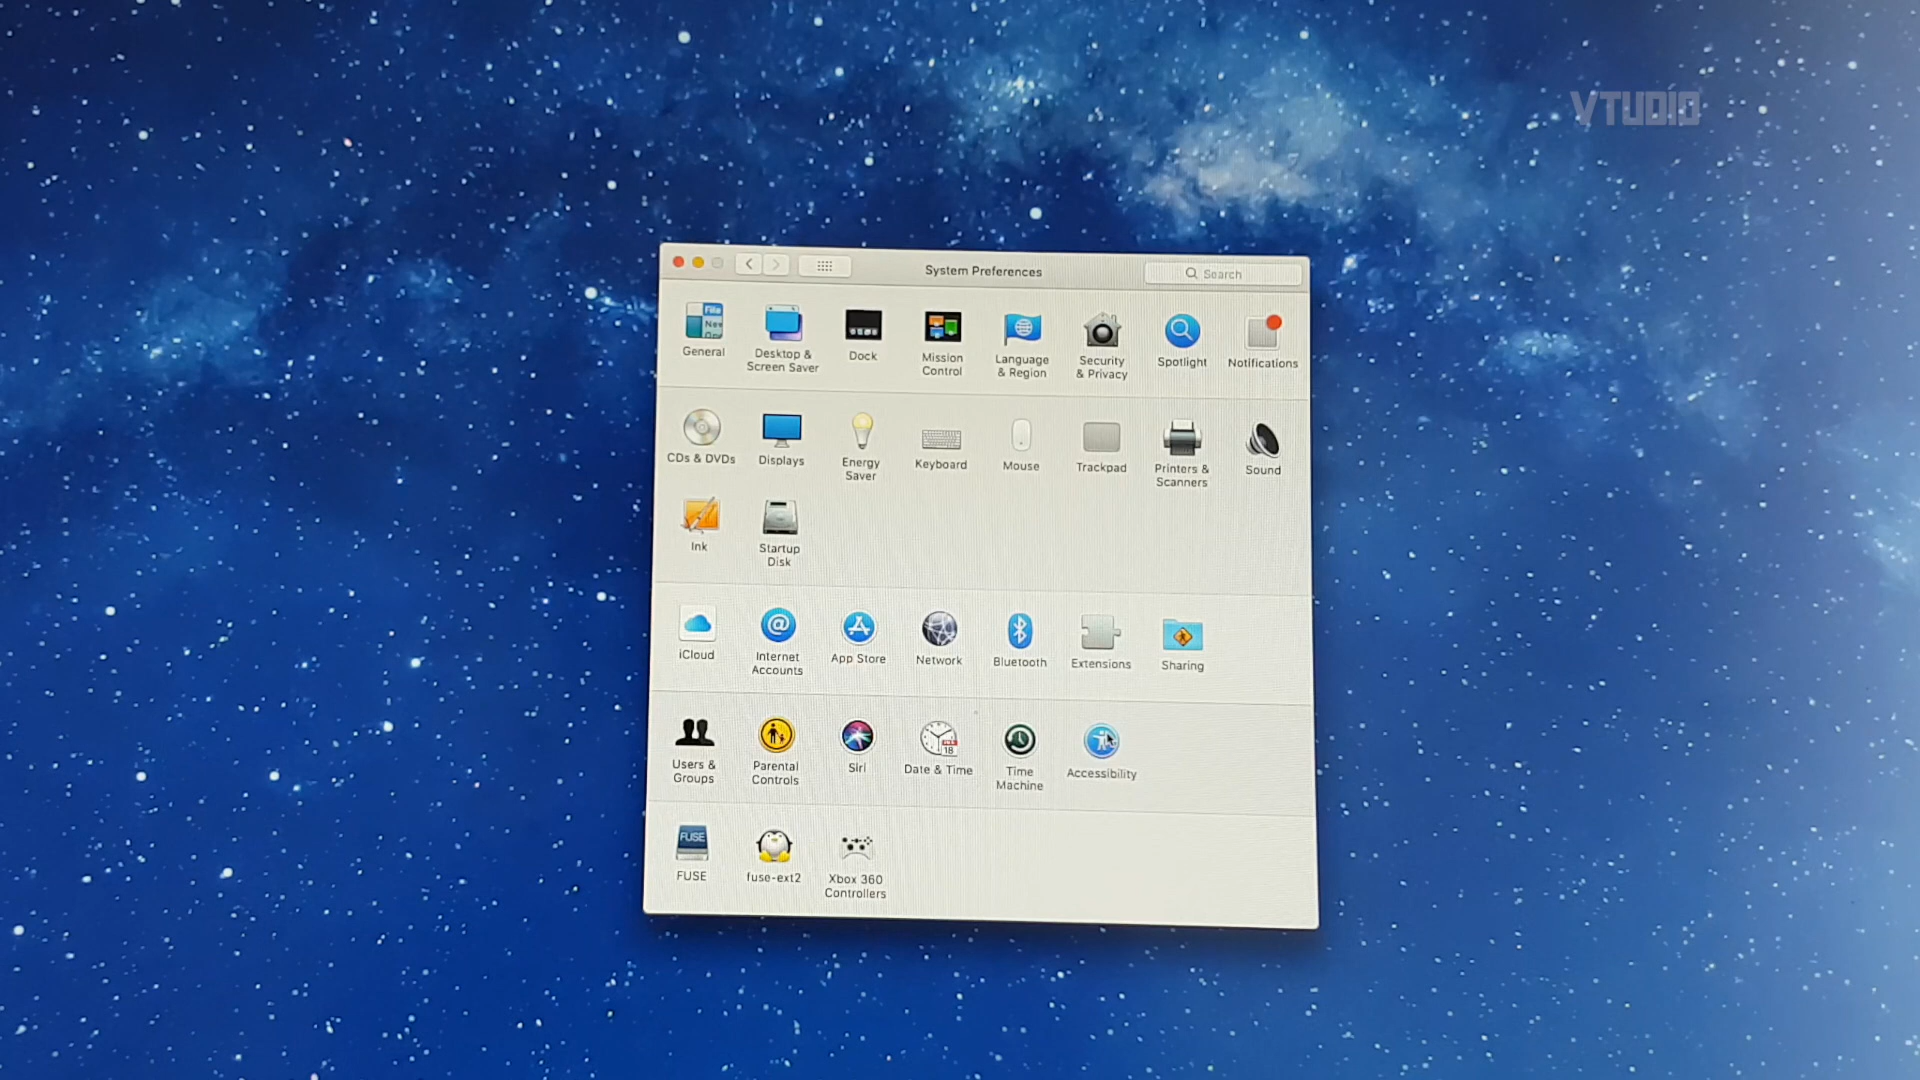 VTUDIO
System Preferences
Search
File
New
General
Desktop &
Screen Saver
Dock
Mission
Control
Language
& Region
Security
& Privacy
Spotlight
Notifications
CDs & DVDs
Displays
Energy
Saver
Keyboard
Mouse
Trackpad
Printers &
Scanners
Sound
Ink
Startup
Disk
iCloud
@
Internet
Accounts
App Store
Network
Bluetooth
Extensions
Sharing
Users &
Groups
Parental
Controls
Siri
18
Date & Time
Time
Machine
Accessibility
FUSE
FUSE
fuse-ext2
Xbox 360
Controllers